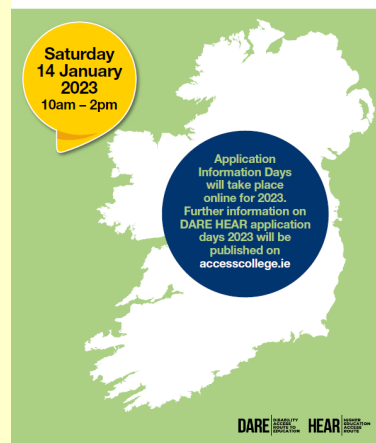 Saturday
14 January
2023
10am – 2pm
Application
Information Days
will take place
online for 2023.
Further information on
DARE HEAR application
days 2023 will be
published on
accesscollege.ie
DARE DISABILITY ACCESS ROUTE TO EDUCATION HEAR HIGHER EDUCATION ACCESS ROUTE